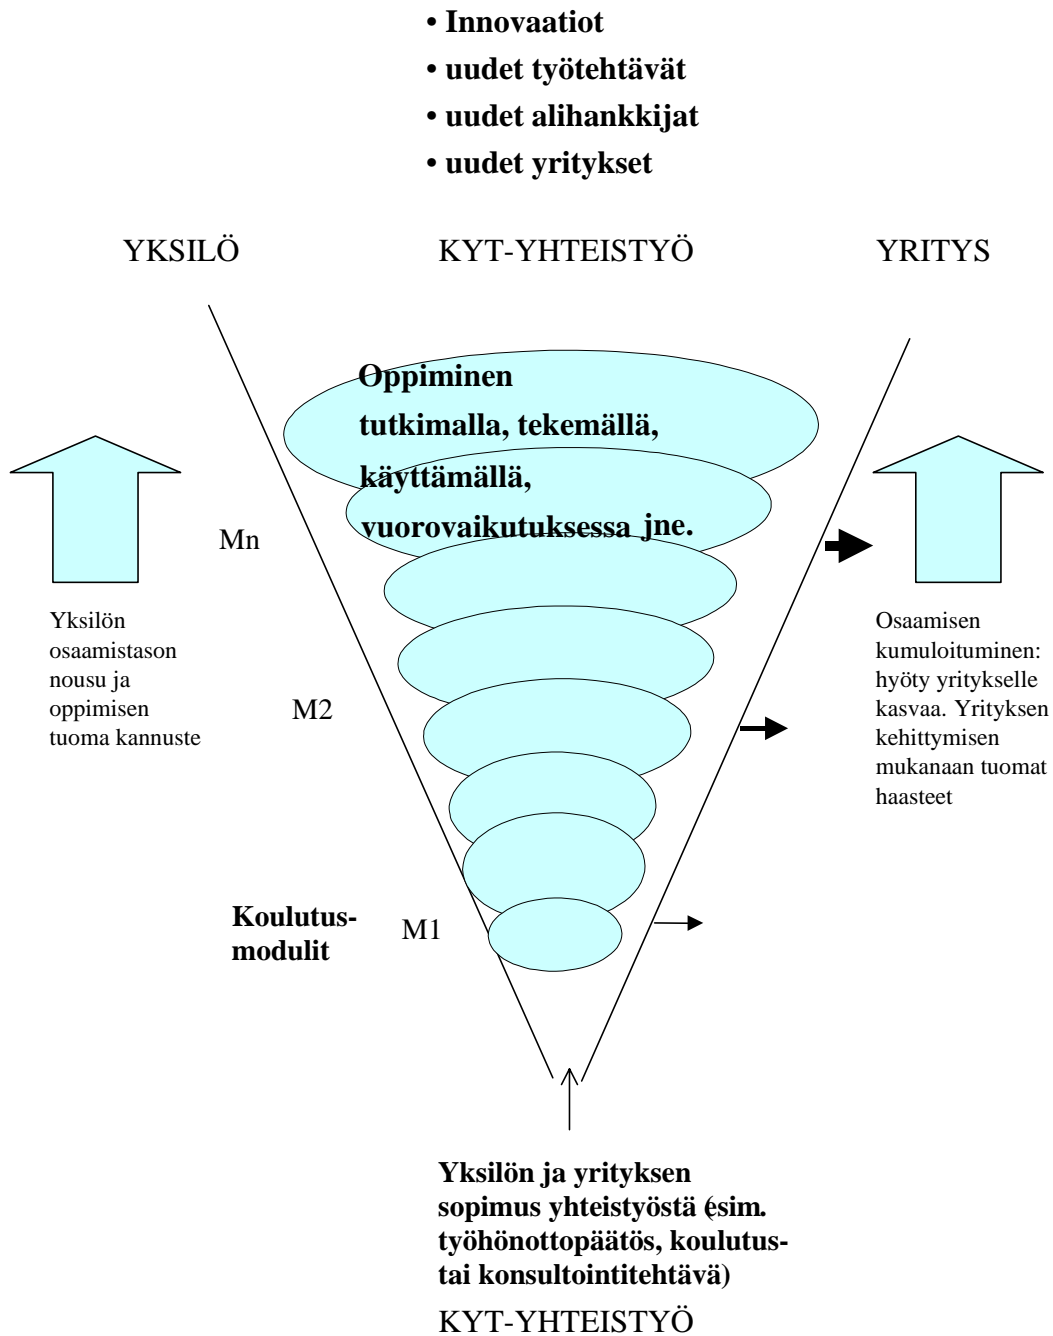 • Innovaatiot
• uudet työtehtävät
• uudet alihankkijat
• uudet yritykset
YKSILÖ
KYT-YHTEISTYÖ
YRITYS
Oppiminen
tutkimalla, tekemällä,
käyttämällä,
vuorovaikutuksessa jne.
Mn
Yksilön
osaamistason
nousu ja
oppimisen
tuoma kannuste
Osaamisen
kumuloituminen:
hyöty yritykselle
kasvaa. Yrityksen
kehittymisen
mukanaan tuomat
haasteet
M2
Koulutus-
modulit
M1
Yksilön ja yrityksen
sopimus yhteistyöstä (esim.
työhönottopäätös, koulutus-
tai konsultointitehtävä)
KYT-YHTEISTYÖ